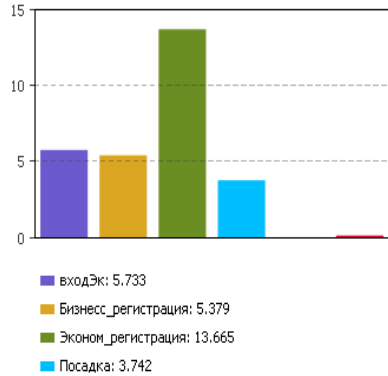 15
10
5
0
входЭк: 5.733
Бизнесс_регистрация: 5.379
Эконом_регистрация: 13.665
Посадка: 3.742